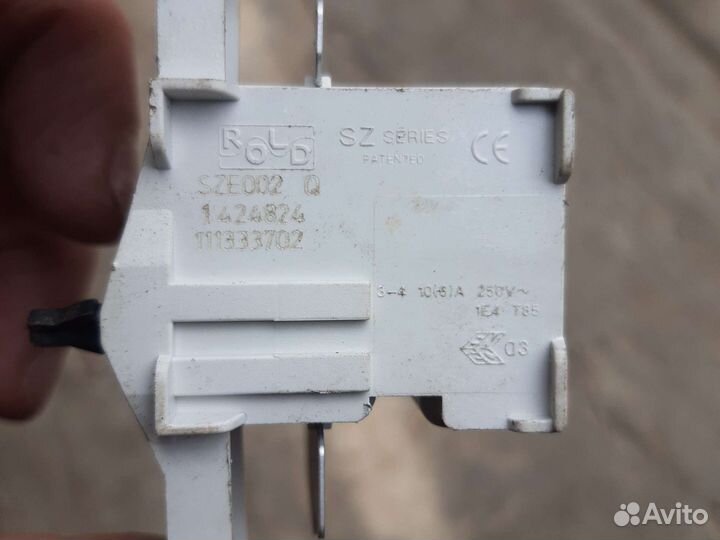 ROLD
SZ SERIES
PATENTED
CE
SZE002 Q
1424824
111333702
3-4 10(6)A 250V~
1E4 T85
03
Avito